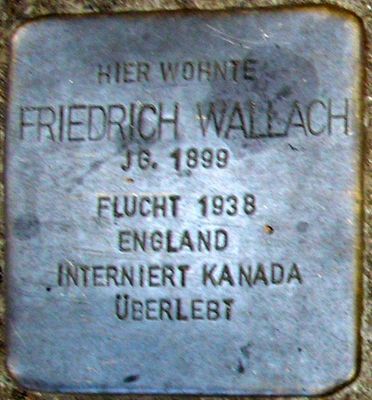 HIER WOHNTE
FRIEDRICH WALLACH
JG. 1899
FLUCHT 1938
ENGLAND
INTERNIERT KANADA
ÜBERLEBT